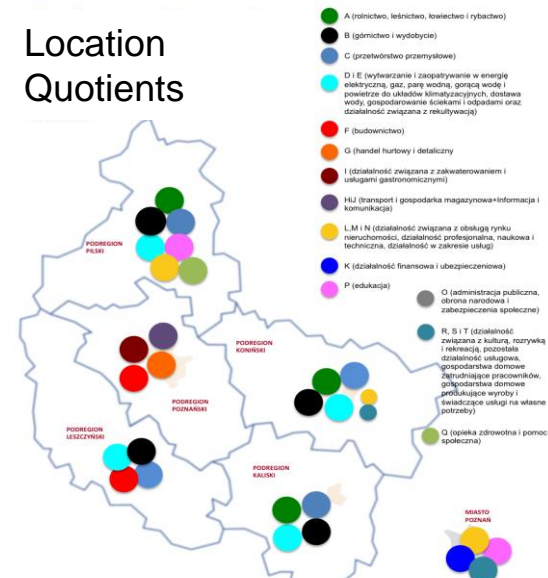 Location
Quotients
A (rolnictwo, leśnictwo, łowiectwo i rybactwo)
B (górnictwo i wydobycie)
C (przetwórstwo przemysłowe)
D i E (wytwarzanie i zaopatrywanie w energię
elektryczną, gaz, parę wodną, gorącą wodę i
powietrze do układów klimatyzacyjnych, dostawa
wody, gospodarowanie ściekami i odpadami oraz
działalność związana z rekultywacją)
F (budownictwo)
G (handel hurtowy i detaliczny
I (działalność związana z zakwaterowaniem i
usługami gastronomicznymi)
HiJ (transport i gospodarka magazynowa+Informacja i
komunikacja)
L,M i N (działalność związana z obsługą rynku
nieruchomości, działalność profesjonalna, naukowa i
techniczna, działalność w zakresie usług)
K (działalność finansowa i ubezpieczeniowa)
P (edukacja)
O (administracja publiczna,
obrona narodowa i
zabezpieczenia społeczne)
R, S i T (działalność
związana z kulturą, rozrywką
i rekreacją, pozostała
działalność usługowa,
gospodarstwa domowe
zatrudniające pracowników,
gospodarstwa domowe
produkujące wyroby i
świadczące usługi na własne
potrzeby)
Q (opieka zdrowotna i pomoc
społeczna)
PODREGION
PILSKI
PODREGION
KONIŃSKI
PODREGION
POZNAŃSKI
PODREGION
LESZCZYŃSKI
PODREGION
KALISKI
MIASTO
POZNAŃ